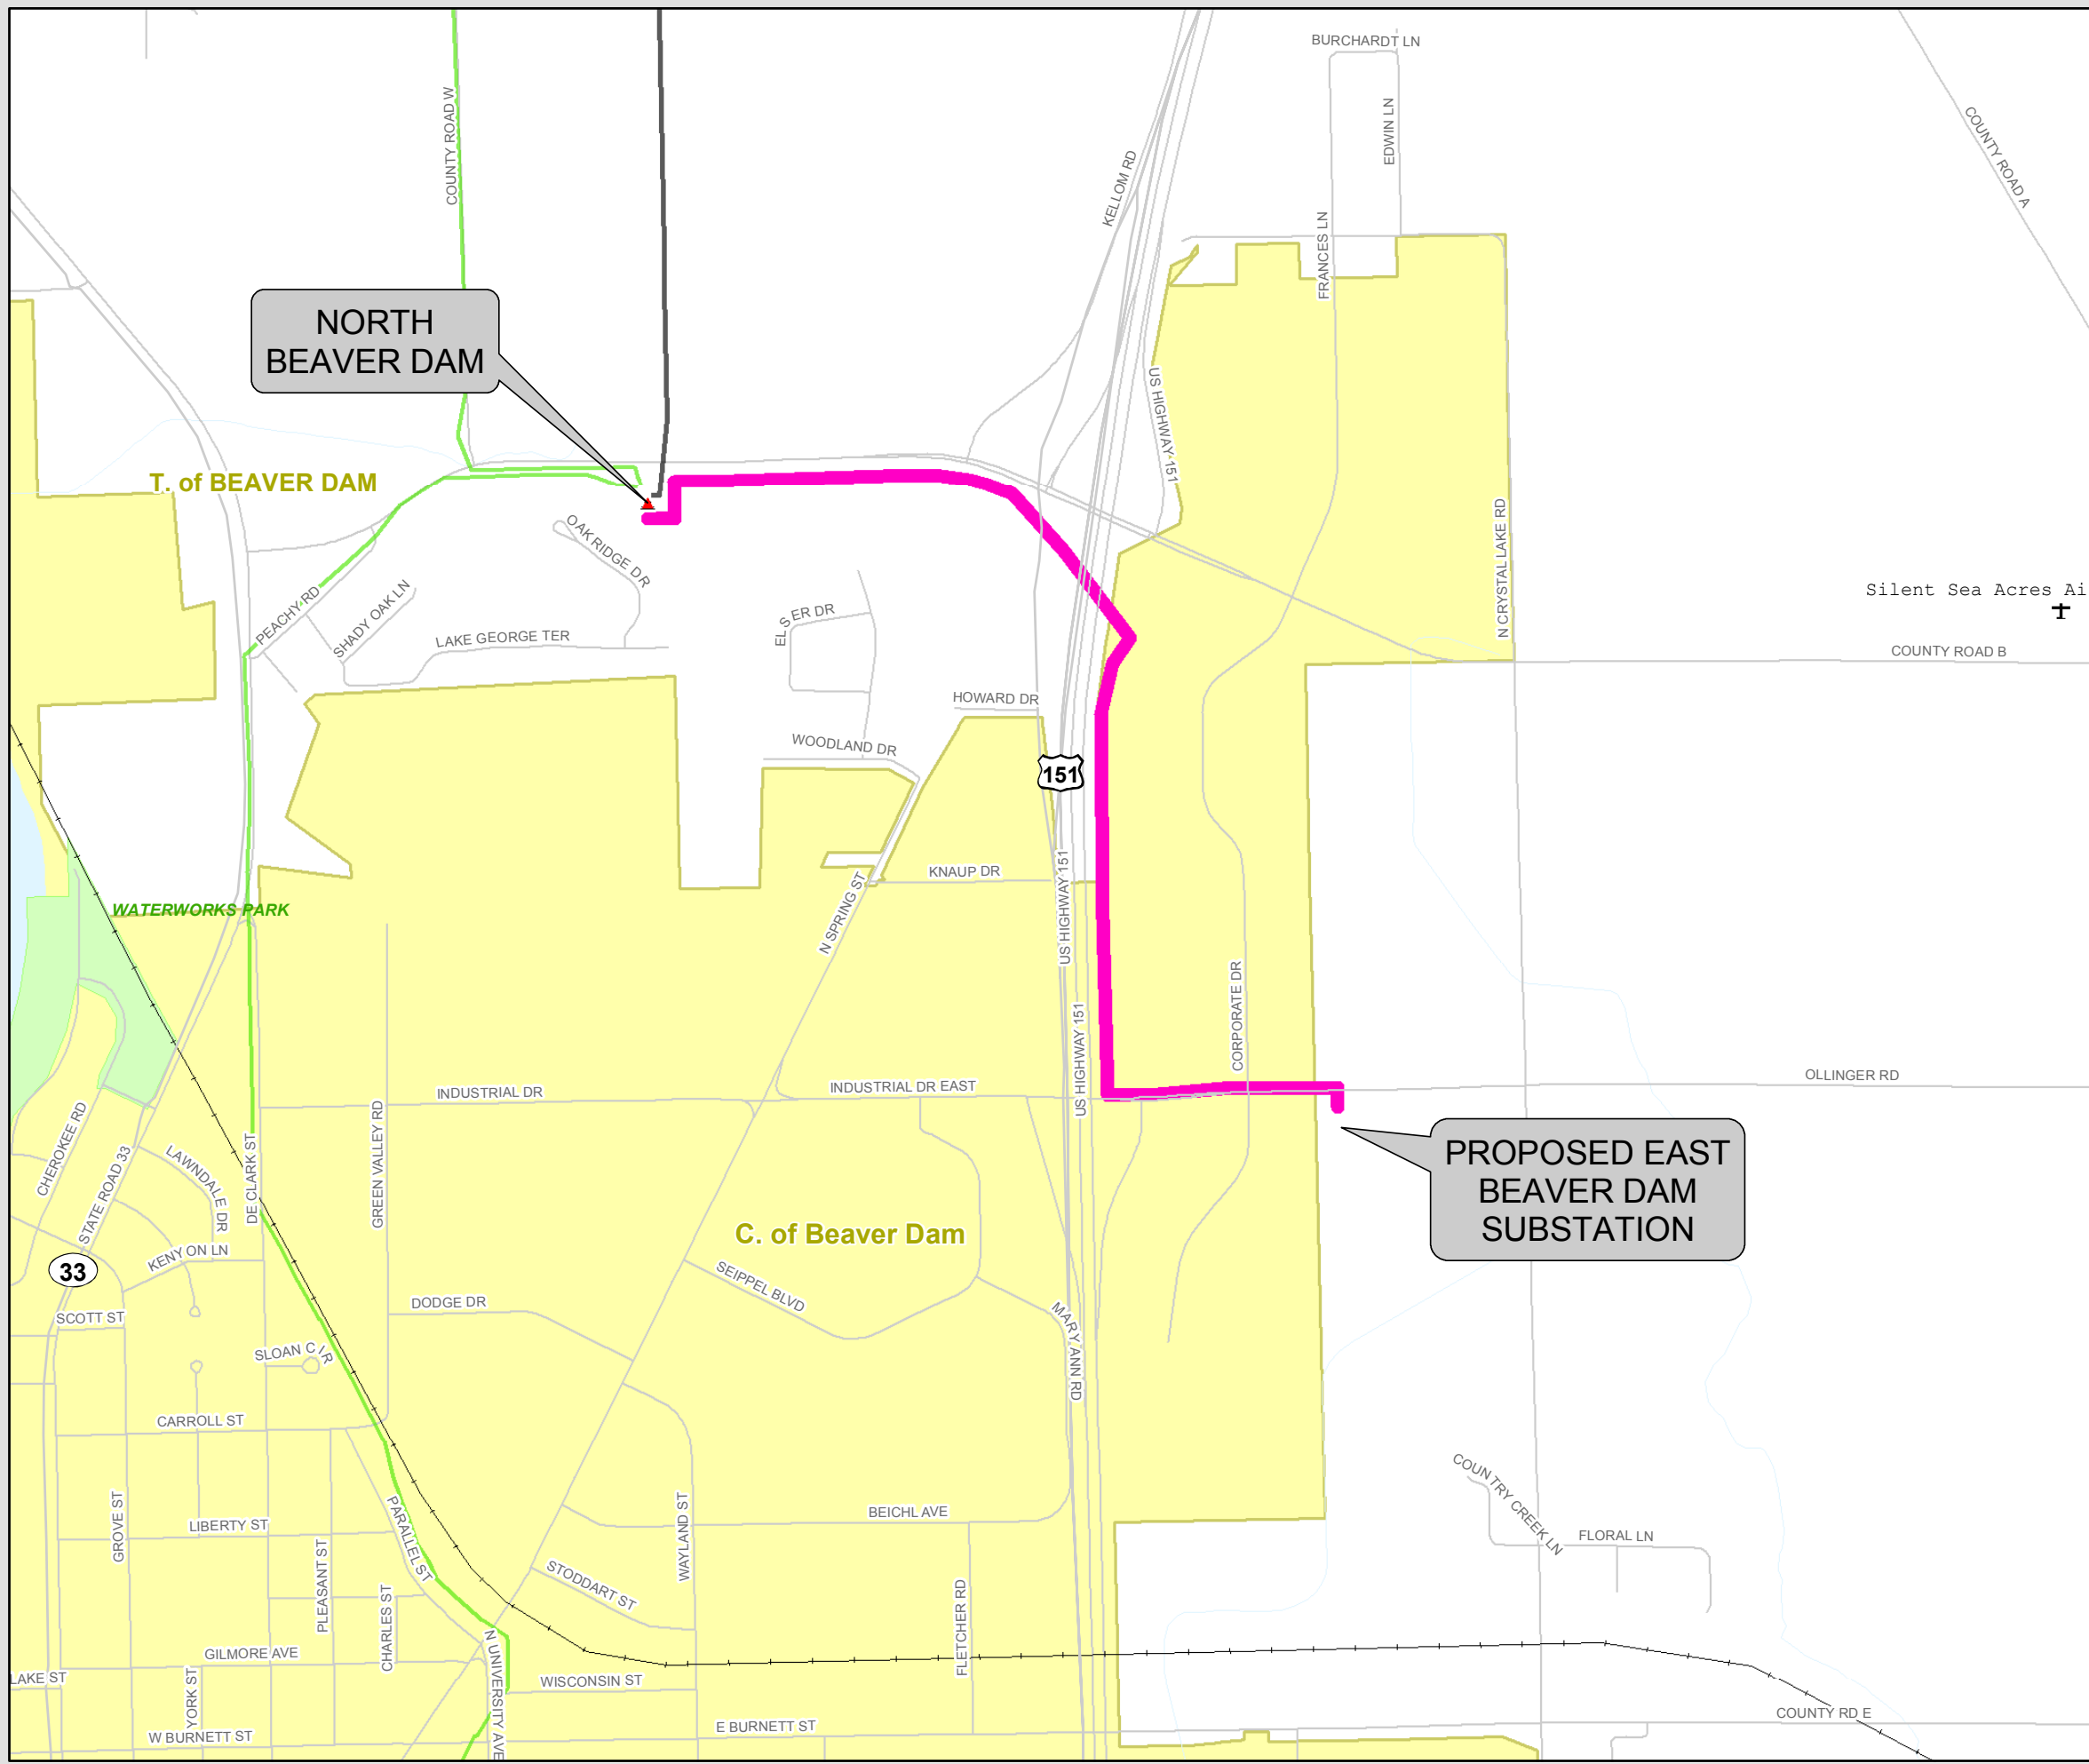 BURCHARDT LN
COUNTY ROAD W
EDWIN LN
COUNTY ROAD A
KELLOM RD
FRANCES LN
NORTH
BEAVER DAM
US HIGHWAY 151
T. of BEAVER DAM
OAK RIDGE DR
N CRYSTAL LAKE RD
Silent Sea Acres Ai
PEACHY RD
SHADY OAK LN
LAKE GEORGE TER
ELSER DR
COUNTY ROAD B
HOWARD DR
WOODLAND DR
151
KNAUP DR
US HIGHWAY 151
N SPRING ST
WATERWORKS PARK
CORPORATE DR
US HIGHWAY 151
INDUSTRIAL DR
INDUSTRIAL DR EAST
OLLINGER RD
CHEROKEE RD
STATE ROAD 33
LAWNDALE DR
DE CLARK ST
GREEN VALLEY RD
PROPOSED EAST
BEAVER DAM
SUBSTATION
C. of Beaver Dam
KENYON LN
33
SEIPPEL BLVD
DODGE DR
SCOTT ST
MARY ANN RD
SLOAN CIR
CARROLL ST
COUNTRY CREEK LN
GROVE ST
LIBERTY ST
PARALLEL ST
WAYLAND ST
BEICHL AVE
FLORAL LN
PLEASANT ST
CHARLES ST
STODDART ST
FLETCHER RD
GILMORE AVE
N UNIVERSITY AVE
LAKE ST
YORK ST
WISCONSIN ST
W BURNETT ST
E BURNETT ST
COUNTY RD E